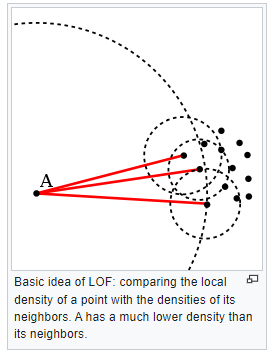 A
Basic idea of LOF: comparing the local
density of a point with the densities of its
neighbors. A has a much lower density than
its neighbors.